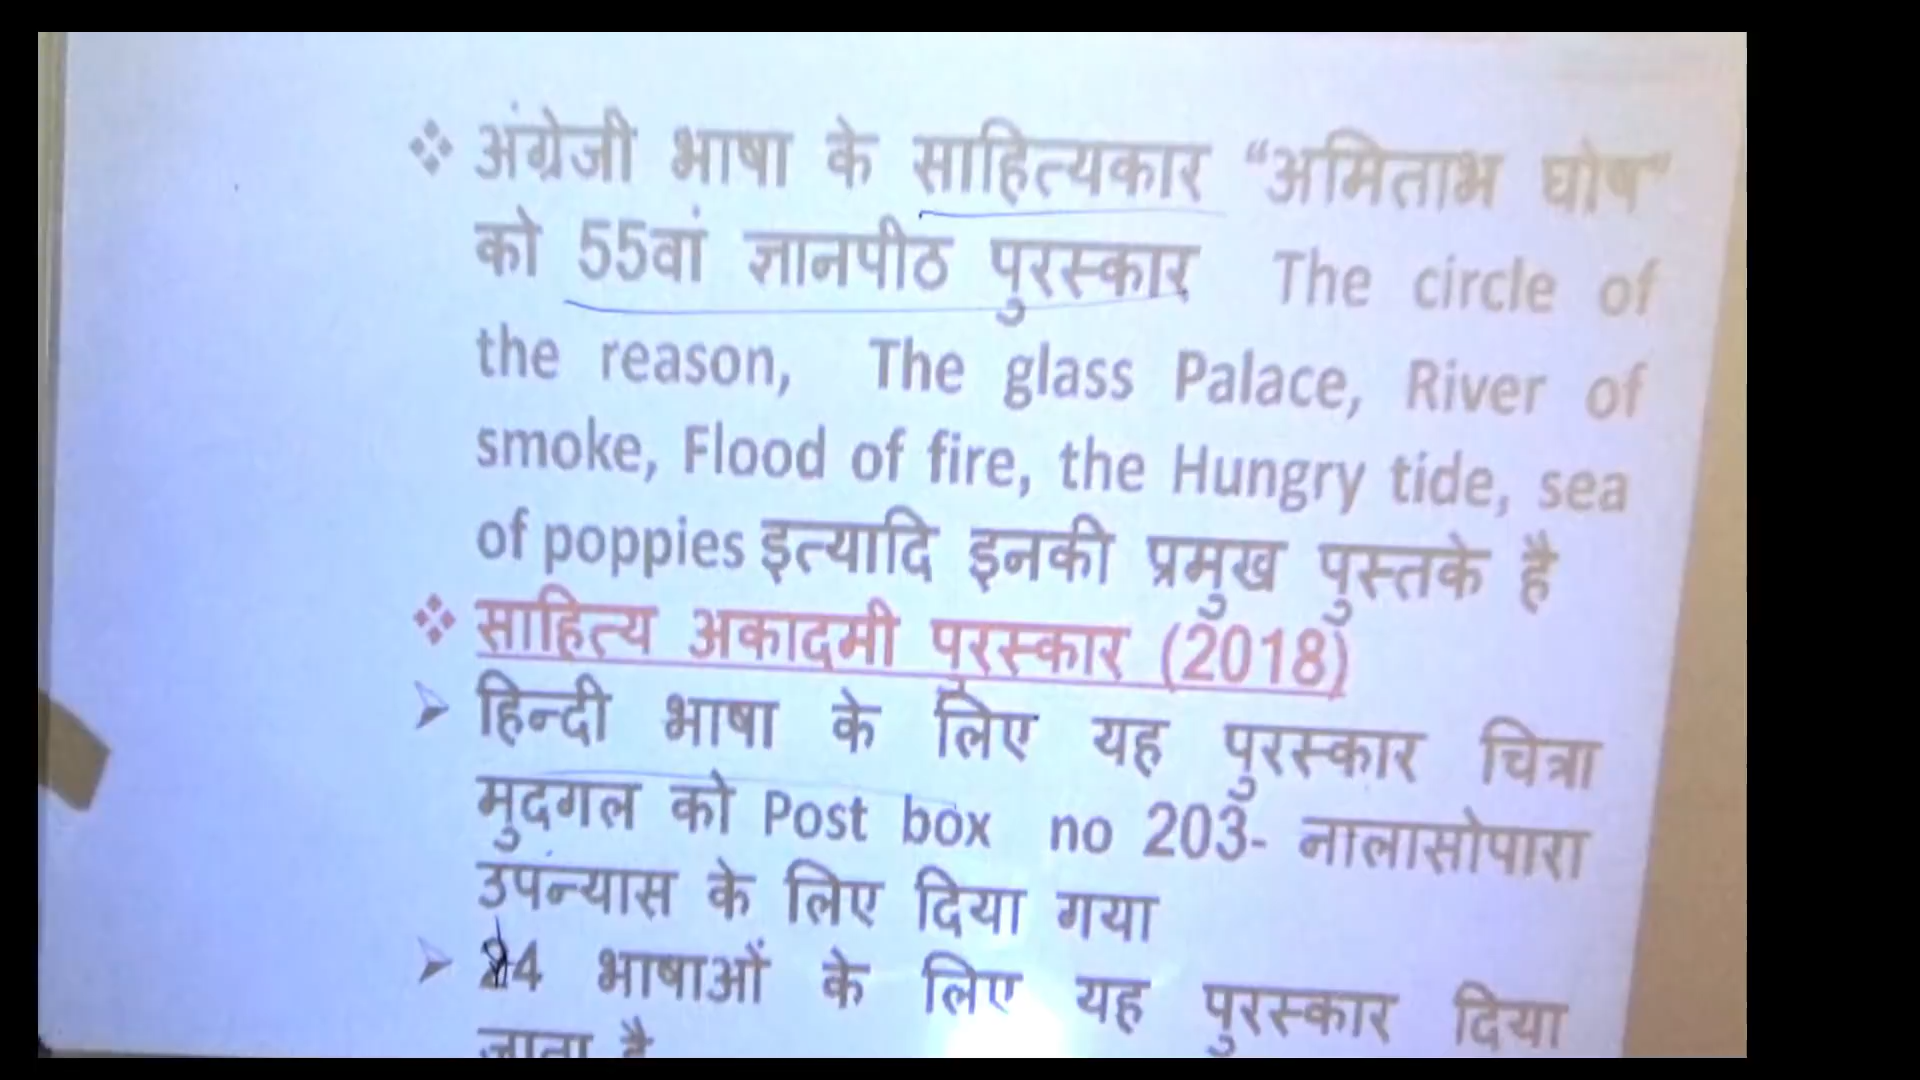 ❖ अंग्रेजी भाषा के साहित्यकार “अमिताभ घोष”
को 55वां ज्ञानपीठ पुरस्कार The circle of
the reason, The glass Palace, River of
smoke, Flood of fire, the Hungry tide, sea
of poppies इत्यादि इनकी प्रमुख पुस्तके है
❖ साहित्य अकादमी पुरस्कार (2018)
➢ हिन्दी भाषा के लिए यह पुरस्कार चित्रा
मुदगल को Post box no 203- नालासोपारा
उपंन्यास के लिए दिया गया
➢ 24 भाषाओं के लिए यह पुरस्कार दिया
जाता है